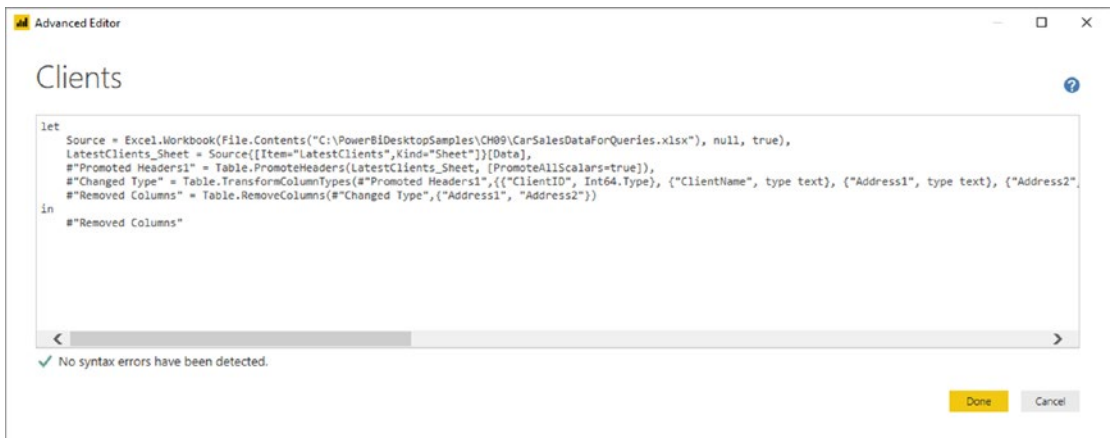 Advanced Editor
Clients
let
Source = Excel.Workbook(File.Contents("C:\PowerBiDesktopSamples\CH09\CarSalesDataForQueries.xlsx"), null, true),
LatestClients_Sheet = Source{[Item="LatestClients",Kind="Sheet"]}[Data],
#"Promoted Headers1" = Table.PromoteHeaders(LatestClients_Sheet, [PromoteAllScalars=true]),
#"Changed Type" = Table.TransformColumnTypes(#"Promoted Headers1",{{"ClientID", Int64.Type}, {"ClientName", type text}, {"Address1", type text}, {"Address2",
#"Removed Columns" = Table.RemoveColumns(#"Changed Type",{"Address1", "Address2"})
in
#"Removed Columns"
No syntax errors have been detected.
Done Cancel